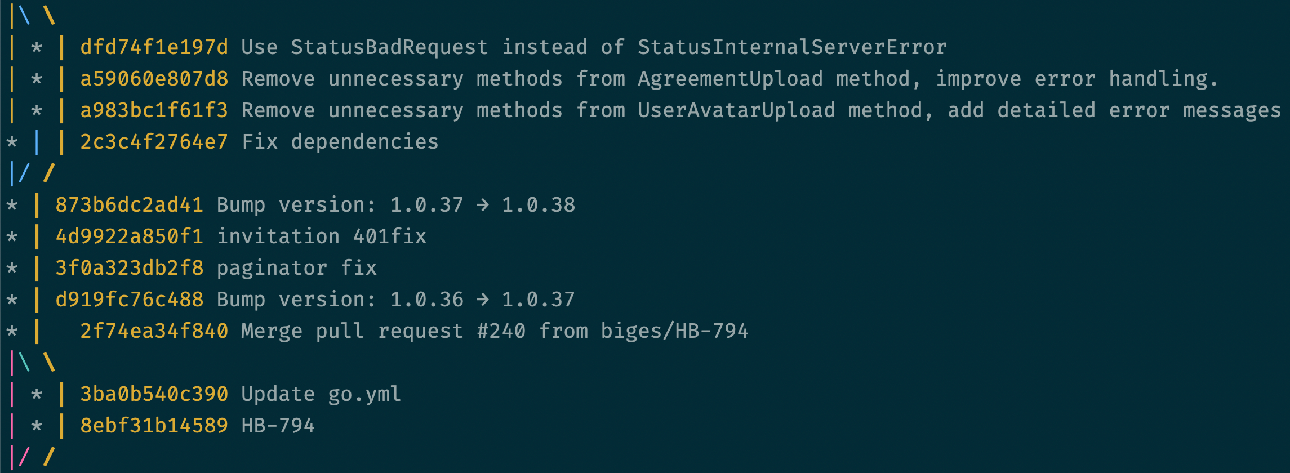 |\ \
| * | dfd74f1e197d Use StatusBadRequest instead of StatusInternalServerError
| * | a59060e807d8 Remove unnecessary methods from AgreementUpload method, improve error handling.
| * | a983bc1f61f3 Remove unnecessary methods from UserAvatarUpload method, add detailed error messages
* | | 2c3c4f2764e7 Fix dependencies
|/ /
* | 873b6dc2ad41 Bump version: 1.0.37 → 1.0.38
* | 4d9922a850f1 invitation 401fix
* | 3f0a323db2f8 paginator fix
* | d919fc76c488 Bump version: 1.0.36 → 1.0.37
* |   2f74ea34f840 Merge pull request #240 from biges/HB-794
|\ \
| * | 3ba0b540c390 Update go.yml
| * | 8ebf31b14589 HB-794
|/ /